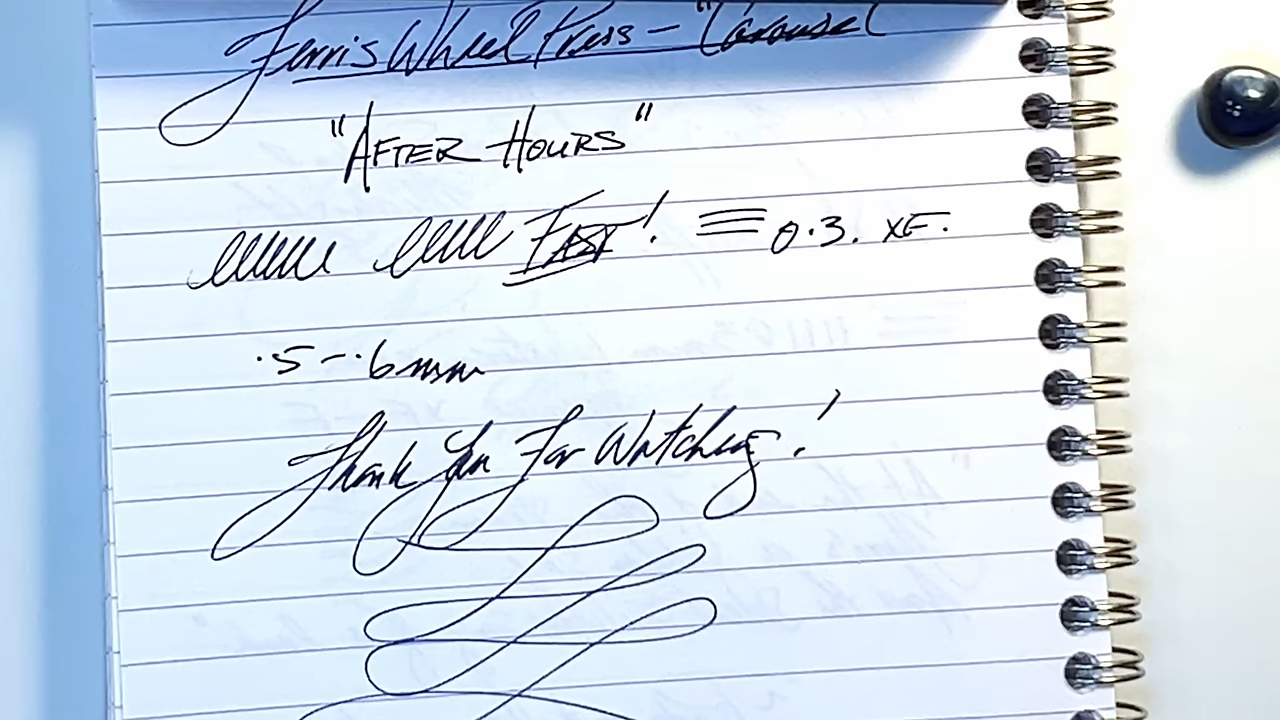 Ferris Wheel Press - "Carousel
"AFTER HOURS"
FAST! 0.3. XF.
.5-.6mm
Thank You For Watching!